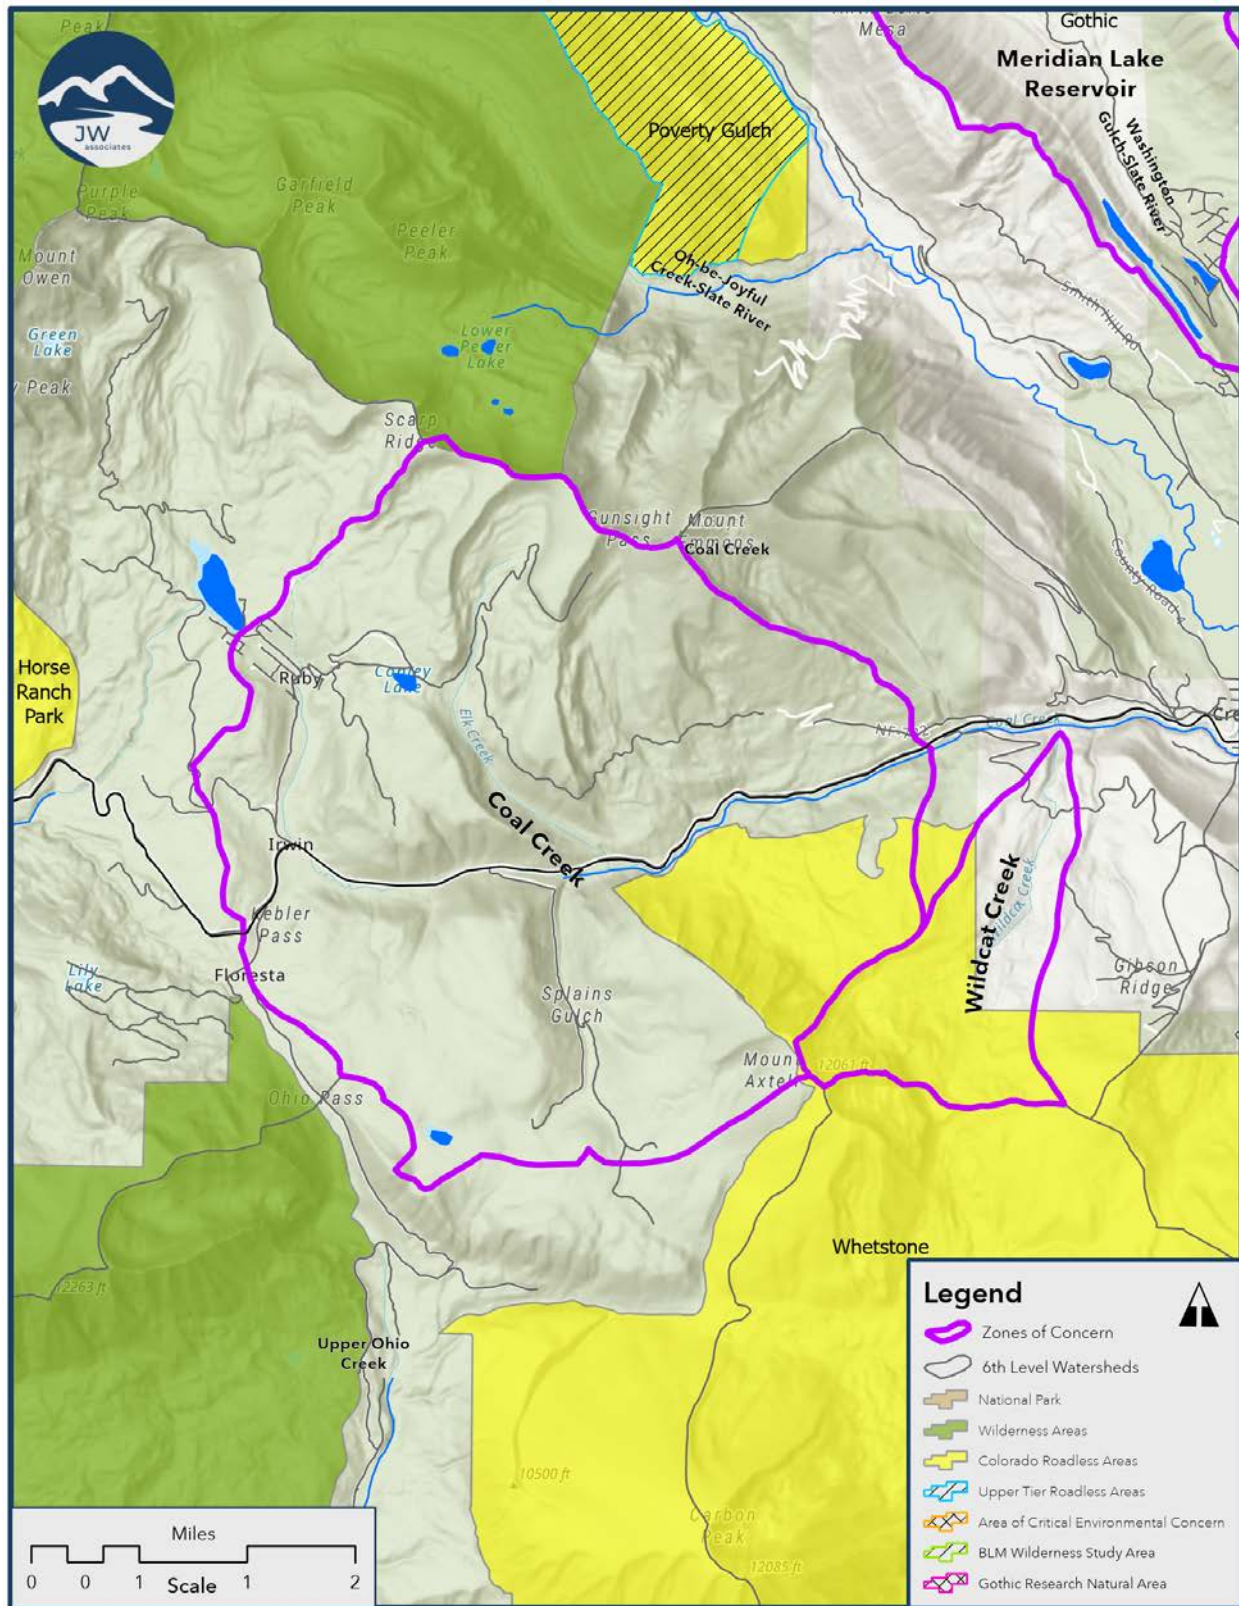 Peak
Mesa
Gothic
Meridian Lake
Reservoir
JW
associates
Poverty Gulch
Washington
Gulch-Slate River
Purple
Peak
Garfield
Peak
Peeler
Peak
Mount
Owen
Oh-be-Joyful
Creek-Slate River
Smith Hill Rd
Green
Lake
Lower
Peeler
Lake
Peak
Scarp
Ridge
Gunsight
Pass
Mount
Emmons
Coal Creek
County Road 4
Horse
Ranch
Park
Ruby
Lake
Elk Creek
Coal Creek
Cre
Coal Creek
Irwin
Wildcat Creek
Wildcat Creek
Kebler
Pass
Floresta
Lily
Lake
Gibson
Ridge
Splains
Gulch
Mount
Axtell
12061 ft
Ohio Pass
Whetstone
12263 ft
Upper Ohio
Creek
10500 ft
Carbon
Peak
12085 ft
Legend
Zones of Concern
6th Level Watersheds
National Park
Wilderness Areas
Colorado Roadless Areas
Upper Tier Roadless Areas
Area of Critical Environmental Concern
BLM Wilderness Study Area
Gothic Research Natural Area
Miles
0 0 1 1 2
Scale